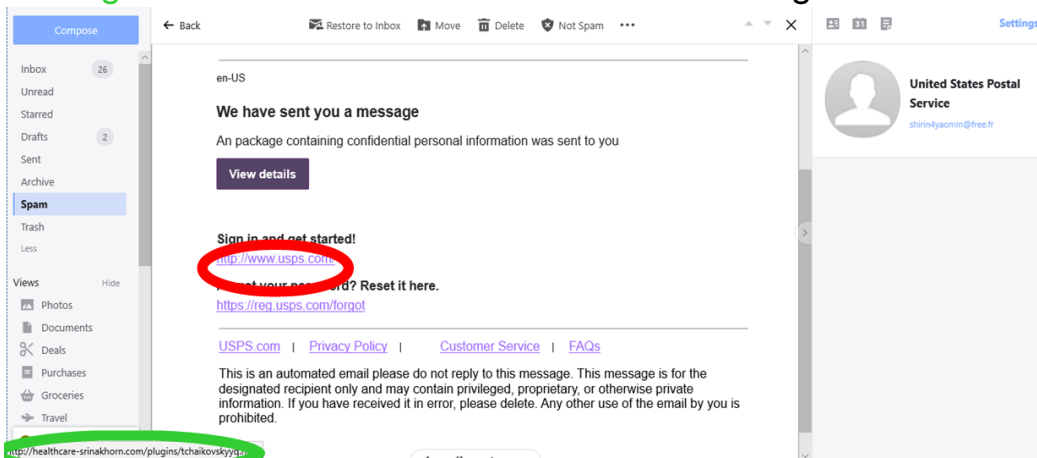 Compose
← Back
Restore to Inbox Move Delete Not Spam •••
Settings
Inbox 26
Unread
Starred
Drafts 2
Sent
Archive
Spam
Trash
Less
Views Hide
Photos
Documents
Deals
Purchases
Groceries
Travel
en-US
We have sent you a message
An package containing confidential personal information was sent to you
View details
Sign in and get started!
http://www.usps.com/
your password? Reset it here.
https://reg.usps.com/forgot
USPS.com | Privacy Policy | Customer Service | FAQs
This is an automated email please do not reply to this message. This message is for the
designated recipient only and may contain privileged, proprietary, or otherwise private
information. If you have received it in error, please delete. Any other use of the email by you is
prohibited.
United States Postal
Service
shirin4yaomin@free.fr
http://healthcare-srinakhorn.com/plugins/tchaikovskyy